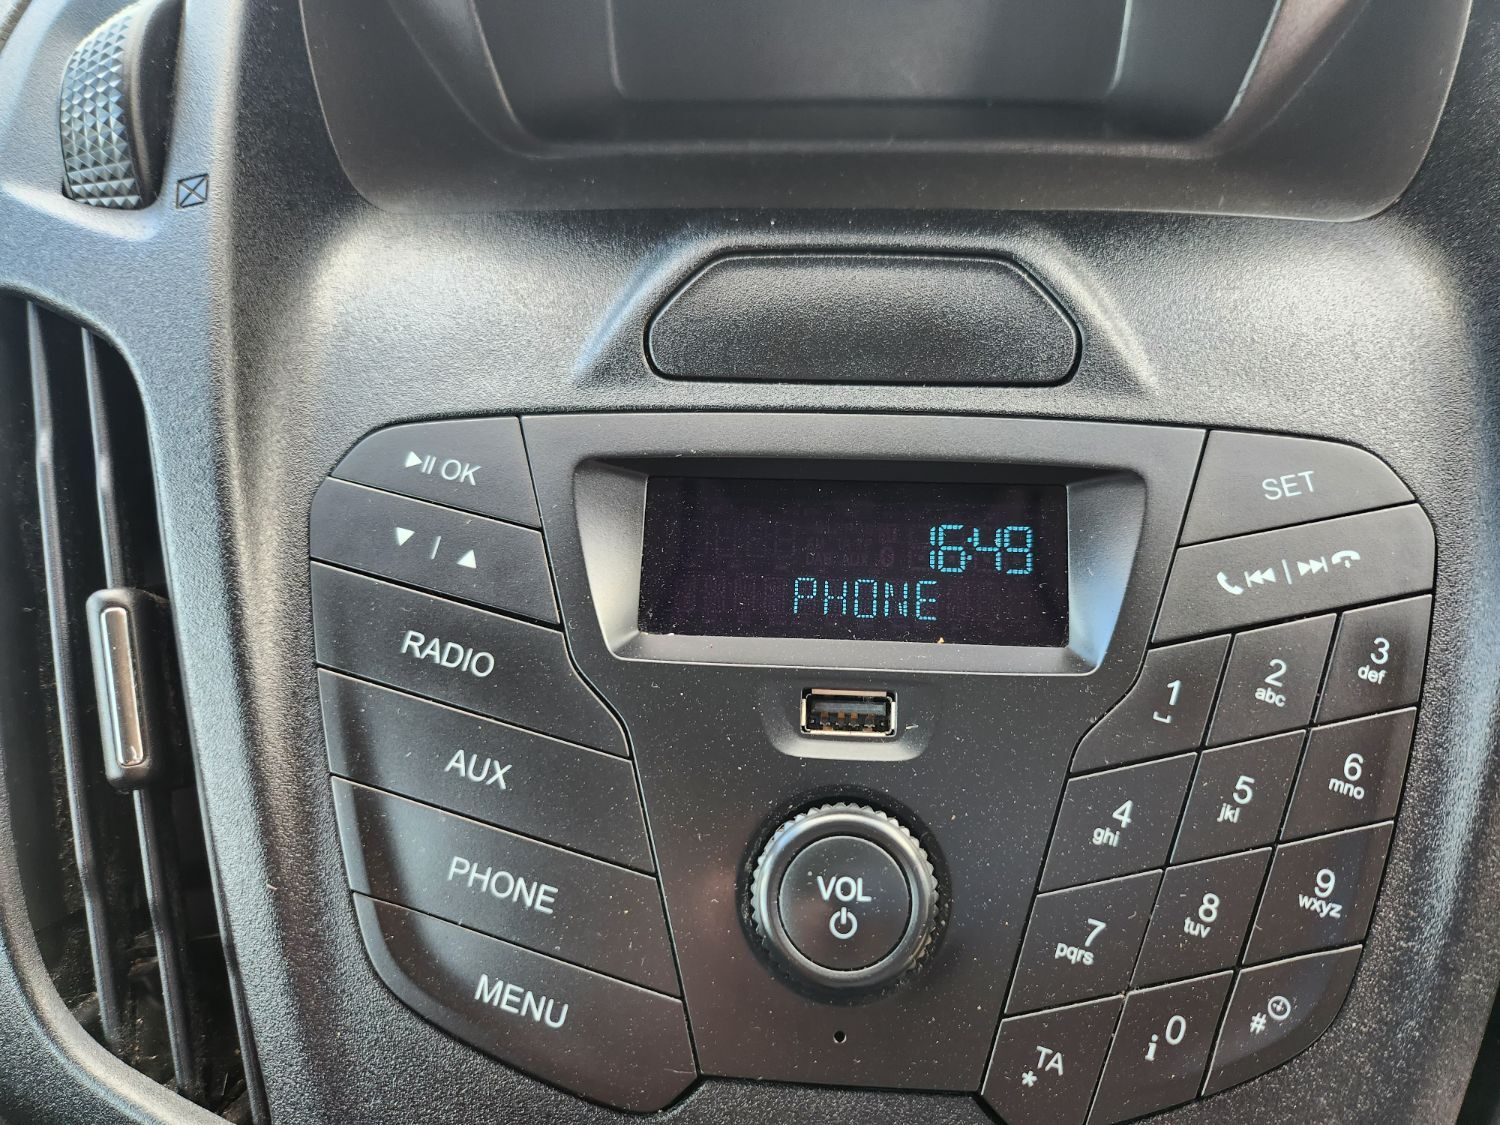 OK
SET
16:49
PHONE
RADIO
AUX
PHONE
MENU
VOL
1
2
abc
3
def
4
ghi
5
jkl
6
mno
7
pqrs
8
tuv
9
wxyz
* TA
i 0
#